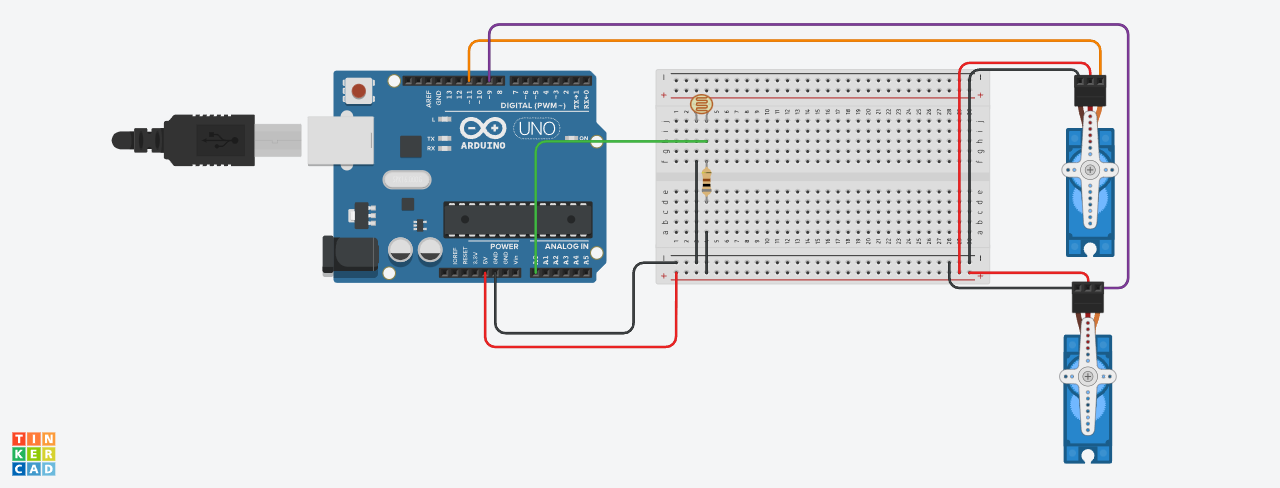 AREF
GND
13
12
~11
~10
~9
8
7
~6
~5
4
~3
2
TX→1
RX←0
DIGITAL (PWM~)
L
TX
RX
ARDUINO
UNO
ON
POWER
ANALOG IN
IOREF
RESET
3.3V
5V
GND
GND
Vin
A1
A2
A3
A4
A5
j
i
h
g
f
e
d
c
b
a
TIN
KER
CAD